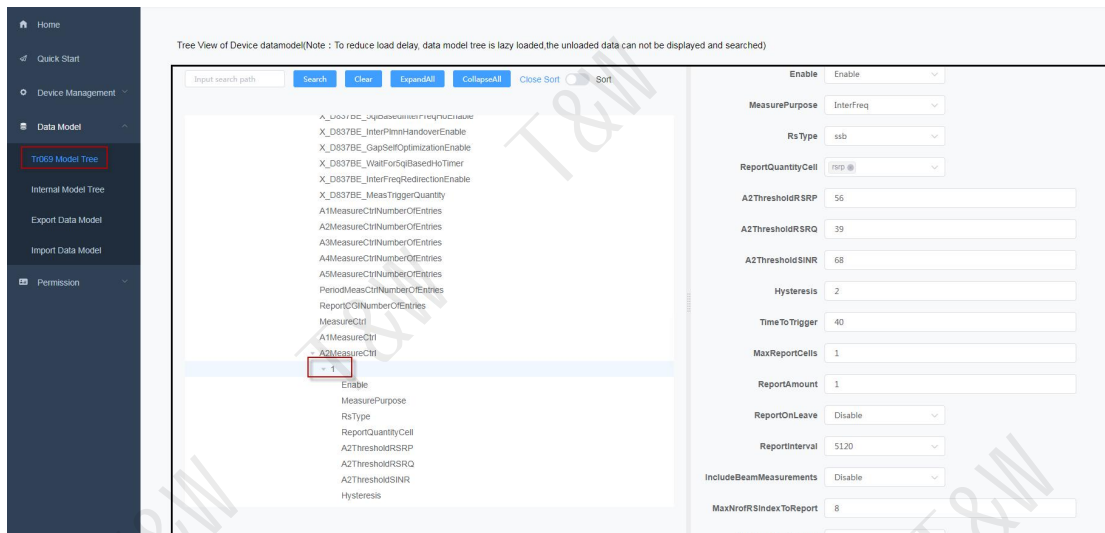 Home
Quick Start
Device Management
Data Model
Tr069 Model Tree
Internal Model Tree
Export Data Model
Import Data Model
Permission
Tree View of Device datamodel(Note : To reduce load delay, data model tree is lazy loaded,the unloaded data can not be displayed and searched)
Input search path Search Clear ExpandAll CollapseAll Close Sort Sort
X_D837BE_5qiBasedInterFreqHoEnable
X_D837BE_InterPlmnHandoverEnable
X_D837BE_GapSelfOptimizationEnable
X_D837BE_WaitFor5qiBasedHoTimer
X_D837BE_InterFreqRedirectionEnable
X_D837BE_MeasTriggerQuantity
A1MeasureCtrlNumberOfEntries
A2MeasureCtrlNumberOfEntries
A3MeasureCtrlNumberOfEntries
A4MeasureCtrlNumberOfEntries
A5MeasureCtrlNumberOfEntries
PeriodMeasCtrlNumberOfEntries
ReportCGINumberOfEntries
MeasureCtrl
A1MeasureCtrl
A2MeasureCtrl
1
Enable
MeasurePurpose
RsType
ReportQuantityCell
A2ThresholdRSRP
A2ThresholdRSRQ
A2ThresholdSINR
Hysteresis
Enable Enable
MeasurePurpose InterFreq
RsType ssb
ReportQuantityCell rsrp
A2ThresholdRSRP 56
A2ThresholdRSRQ 39
A2ThresholdSINR 68
Hysteresis 2
TimeToTrigger 40
MaxReportCells 1
ReportAmount 1
ReportOnLeave Disable
ReportInterval 5120
IncludeBeamMeasurements Disable
MaxNrofRSIndexToReport 8
T&W
T&W
T&W
T&W